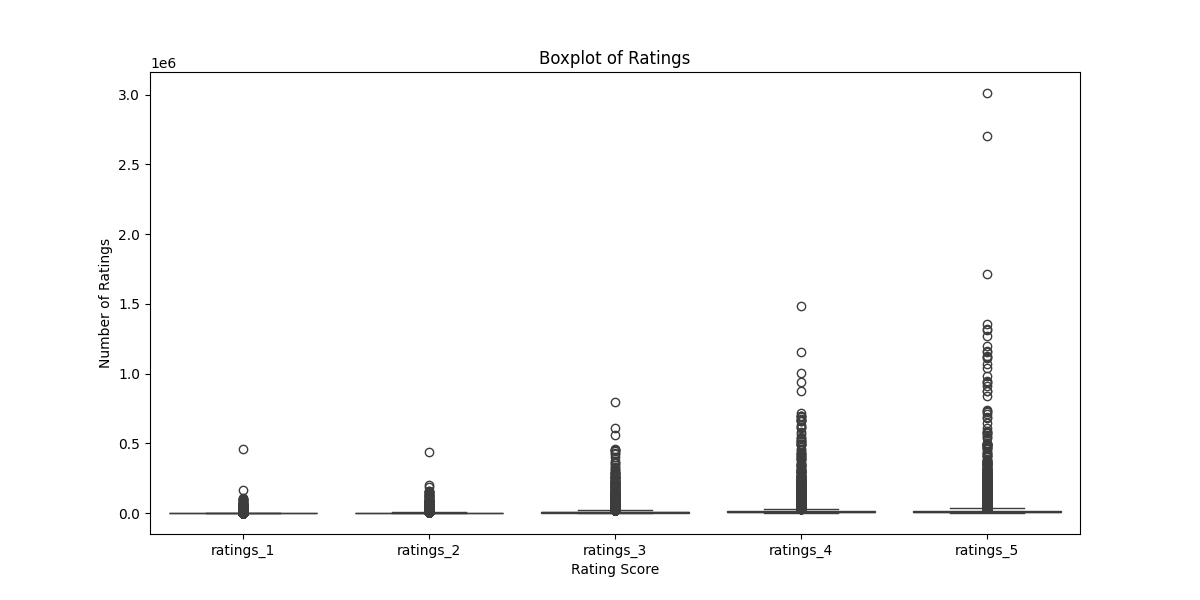 Boxplot of Ratings
1e6
3.0
2.5
2.0
1.5
1.0
0.5
0.0
Number of Ratings
ratings_1 ratings_2 ratings_3 ratings_4 ratings_5
Rating Score